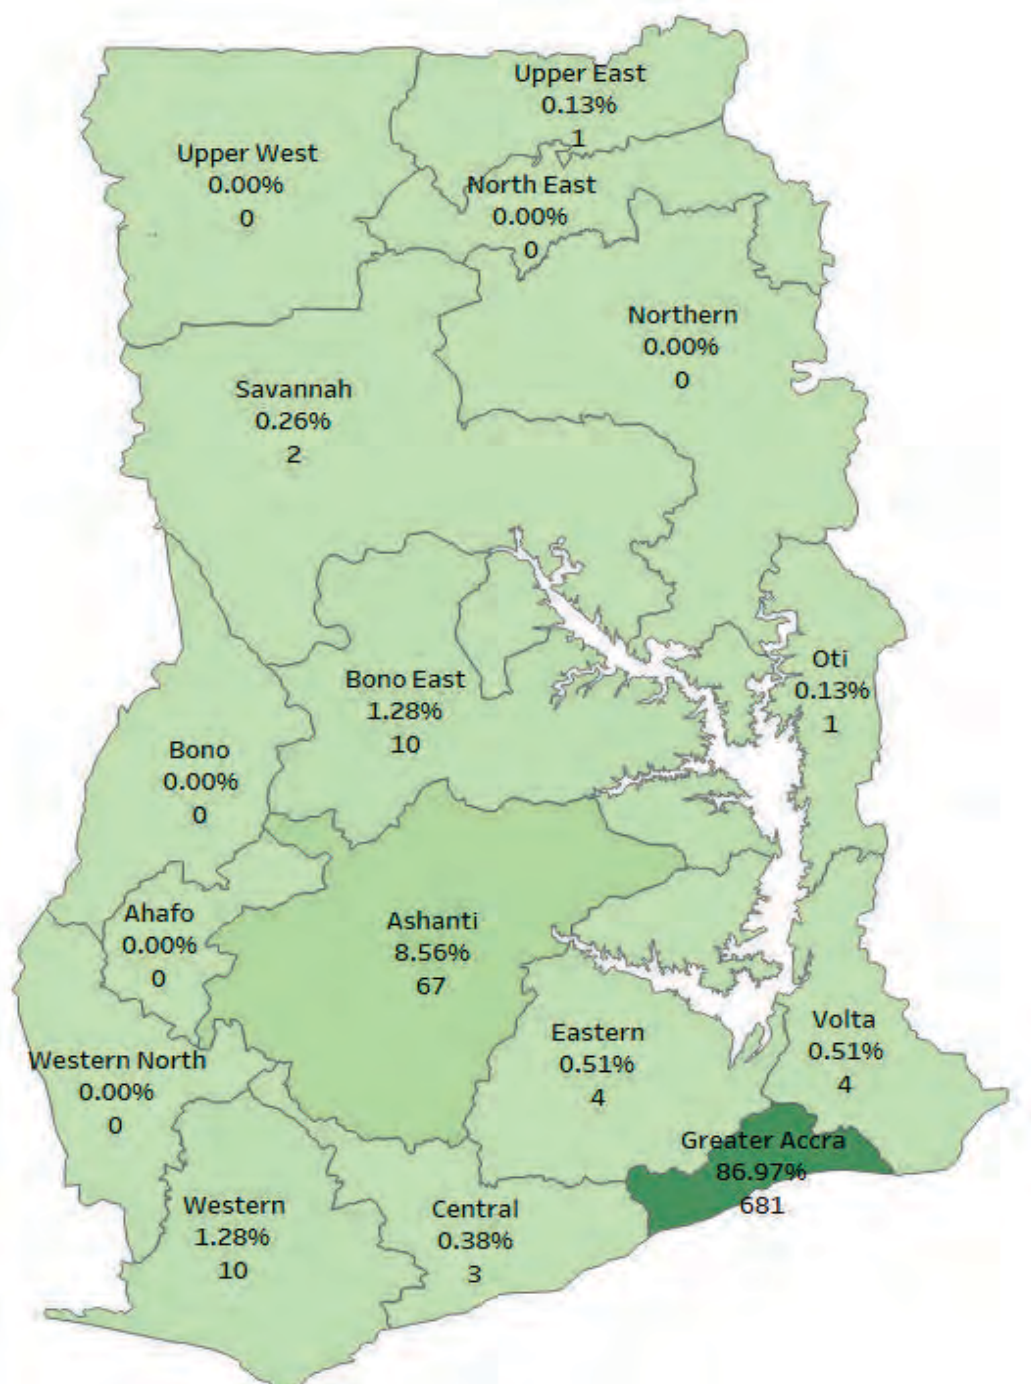 Upper East
0.13%
1
Upper West
0.00%
0
North East
0.00%
0
Northern
0.00%
0
Savannah
0.26%
2
Oti
0.13%
1
Bono East
1.28%
10
Bono
0.00%
0
Ahafo
0.00%
0
Ashanti
8.56%
67
Eastern
0.51%
4
Volta
0.51%
4
Western North
0.00%
0
Greater Accra
86.97%
681
Western
1.28%
10
Central
0.38%
3